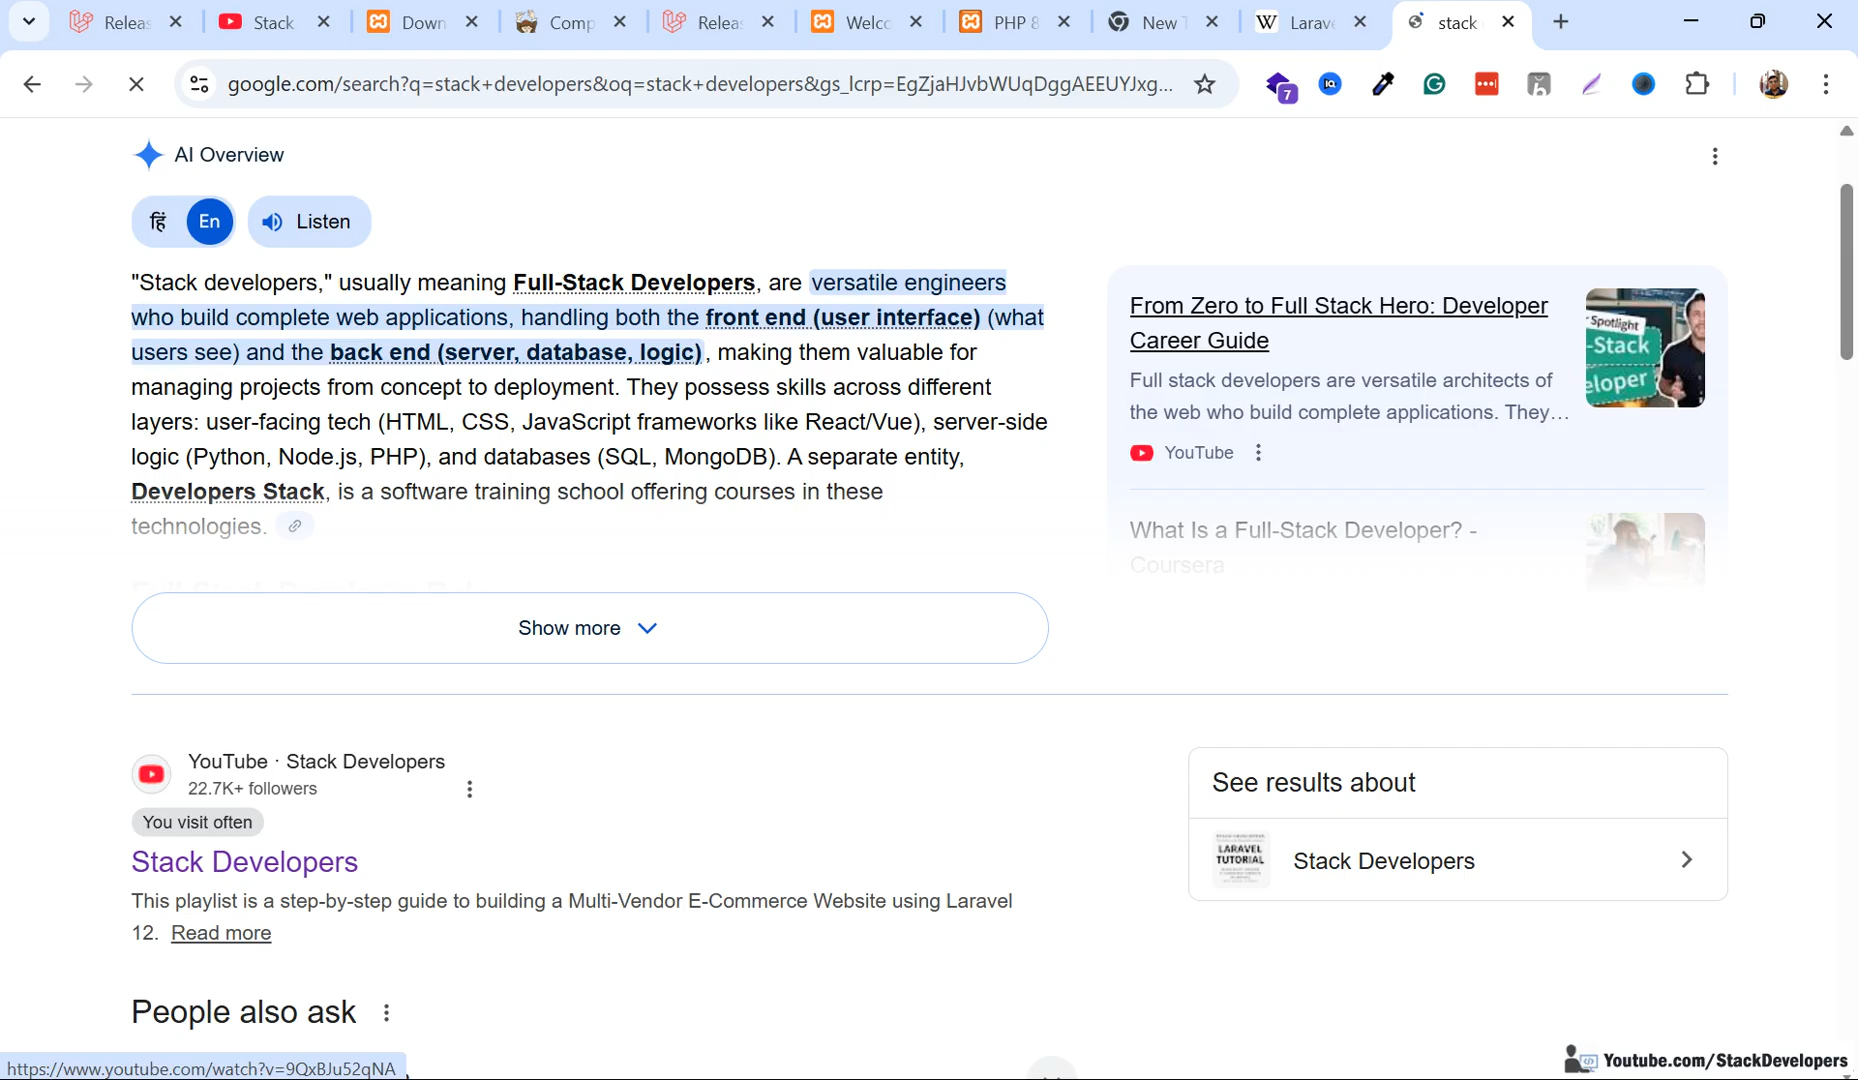 Releas
Stack
Down
Comp
Releas
Welco
PHP 8
New T
Larave
stack
google.com/search?q=stack+developers&oq=stack+developers&gs_lcrp=EgZjaHJvbWUqDggAEEUYJxg...
7
AI Overview
हिं
En
Listen
"Stack developers," usually meaning Full-Stack Developers, are versatile engineers
who build complete web applications, handling both the front end (user interface) (what
users see) and the back end (server, database, logic), making them valuable for
managing projects from concept to deployment. They possess skills across different
layers: user-facing tech (HTML, CSS, JavaScript frameworks like React/Vue), server-side
logic (Python, Node.js, PHP), and databases (SQL, MongoDB). A separate entity,
Developers Stack, is a software training school offering courses in these
technologies.
Show more
From Zero to Full Stack Hero: Developer
Career Guide
Full stack developers are versatile architects of
the web who build complete applications. They...
YouTube
Spotlight
-Stack
eloper
What Is a Full-Stack Developer? -
Coursera
YouTube · Stack Developers
22.7K+ followers
You visit often
Stack Developers
This playlist is a step-by-step guide to building a Multi-Vendor E-Commerce Website using Laravel
12. Read more
See results about
LARAVEL
TUTORIAL
Stack Developers
People also ask
https://www.youtube.com/watch?v=9QxBJu52qNA
Youtube.com/StackDevelopers